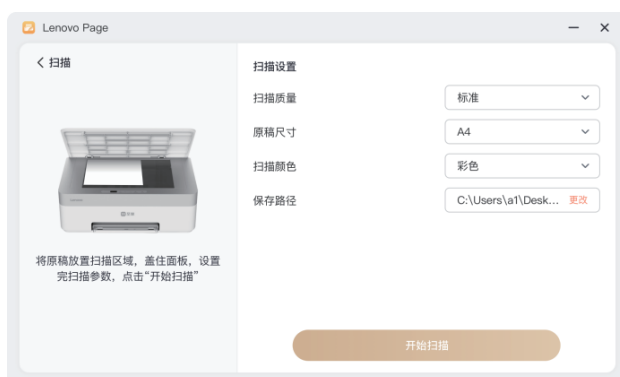 Lenovo Page
扫描
将原稿放置扫描区域，盖住面板，设置
完扫描参数，点击“开始扫描”
扫描设置
扫描质量 标准
原稿尺寸 A4
扫描颜色 彩色
保存路径 C:\Users\a1\Desk... 更改
开始扫描